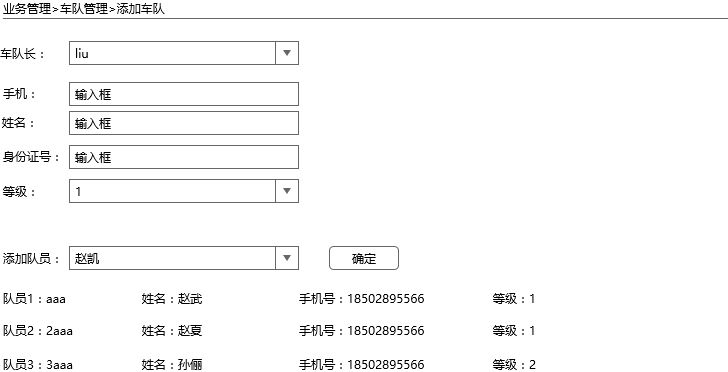 业务管理>车队管理>添加车队
车队长： liu
手机： 输入框
姓名： 输入框
身份证号： 输入框
等级： 1
添加队员： 赵凯 确定
队员1：aaa 姓名：赵武 手机号：18502895566 等级：1
队员2：2aaa 姓名：赵夏 手机号：18502895566 等级：1
队员3：3aaa 姓名：孙俪 手机号：18502895566 等级：2